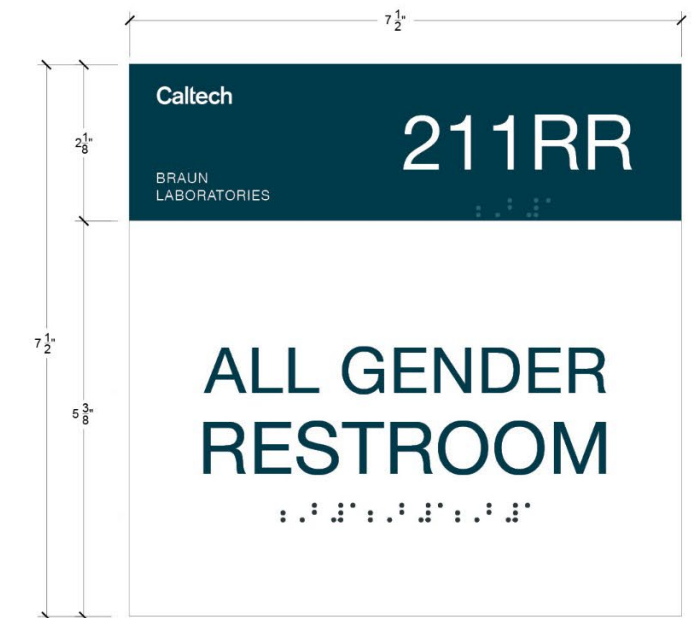 7 1/2"
Caltech
211RR
2 1/8"
BRAUN
LABORATORIES
7 1/2"
ALL GENDER
5 3/8"
RESTROOM